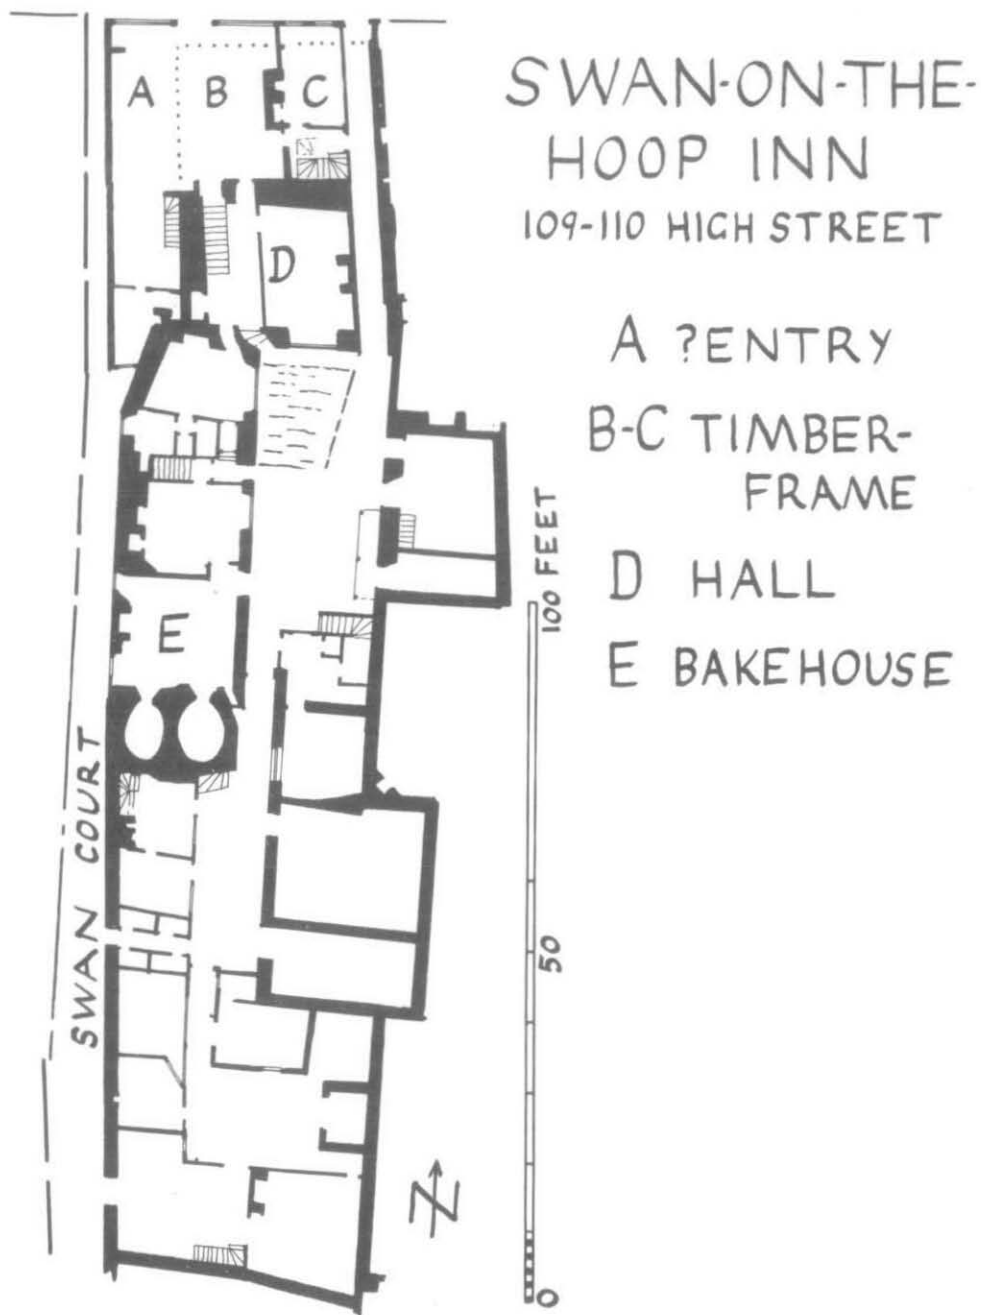 SWAN-ON-THE-
HOOP INN
109-110 HIGH STREET
A ?ENTRY
B-C TIMBER-
FRAME
D HALL
E BAKEHOUSE
A
B
C
D
E
SWAN COURT
100 FEET
50
0
N